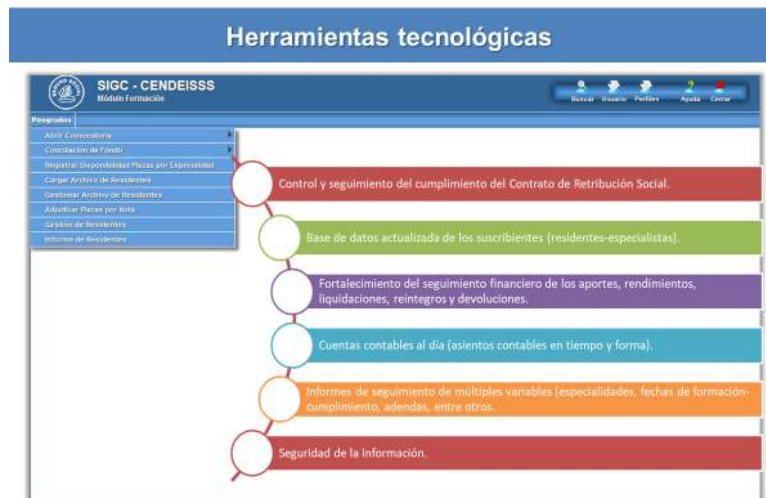 Herramientas tecnológicas
SIGC - CENDEISSS
Módulo Formación
Buscar Usuario Perfiles Ayuda Cerrar
Posgrados
Abrir Convocatoria
Conciliación de Fondo
Registrar Disponibilidad Plazas por Especialidad
Cargar Archivo de Residentes
Gestionar Archivo de Residentes
Adjudicar Plazas por Nota
Gestión de Residentes
Informe de Residentes
Control y seguimiento del cumplimiento del Contrato de Retribución Social.
Base de datos actualizada de los suscribientes (residentes-especialistas).
Fortalecimiento del seguimiento financiero de los aportes, rendimientos,
liquidaciones, reintegros y devoluciones.
Cuentas contables al día (asientos contables en tiempo y forma).
Informes de seguimiento de múltiples variables (especialidades, fechas de formación-
cumplimiento, adendas, entre otros.
Seguridad de la información.